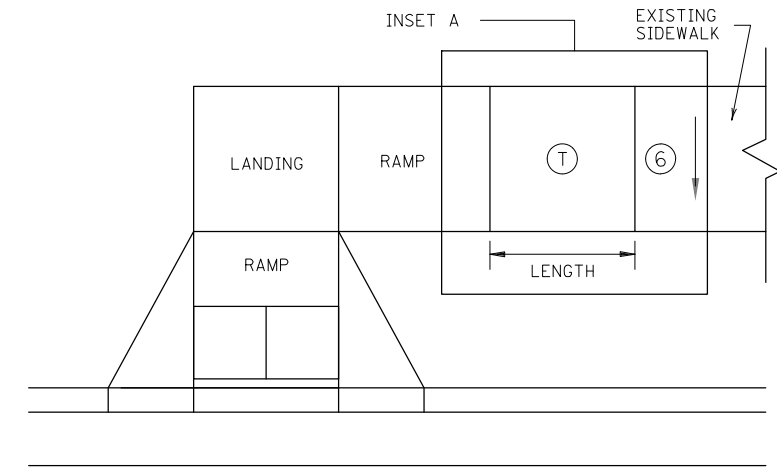 INSET A
EXISTING
SIDEWALK
LANDING
RAMP
T
6
RAMP
LENGTH